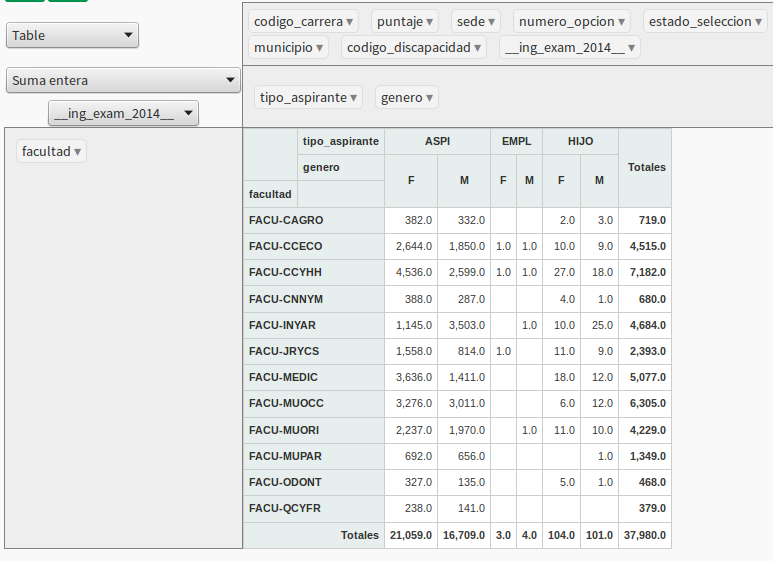 codigo_carrera ▾ puntaje ▾ sede ▾ numero_opcion ▾ estado_seleccion ▾
Table
municipio ▾ codigo_discapacidad ▾ __ing_exam_2014__ ▾
Suma entera
tipo_aspirante ▾ genero ▾
__ing_exam_2014__
facultad ▾
tipo_aspirante ASPI EMPL HIJO Totales
genero F M F M F M
facultad
FACU-CAGRO 382.0 332.0 2.0 3.0 719.0
FACU-CCECO 2,644.0 1,850.0 1.0 1.0 10.0 9.0 4,515.0
FACU-CCYHH 4,536.0 2,599.0 1.0 1.0 27.0 18.0 7,182.0
FACU-CNNYM 388.0 287.0 4.0 1.0 680.0
FACU-INYAR 1,145.0 3,503.0 1.0 10.0 25.0 4,684.0
FACU-JRYCS 1,558.0 814.0 1.0 11.0 9.0 2,393.0
FACU-MEDIC 3,636.0 1,411.0 18.0 12.0 5,077.0
FACU-MUOCC 3,276.0 3,011.0 6.0 12.0 6,305.0
FACU-MUORI 2,237.0 1,970.0 1.0 11.0 10.0 4,229.0
FACU-MUPAR 692.0 656.0 1.0 1,349.0
FACU-ODONT 327.0 135.0 5.0 1.0 468.0
FACU-QCYFR 238.0 141.0 379.0
Totales 21,059.0 16,709.0 3.0 4.0 104.0 101.0 37,980.0